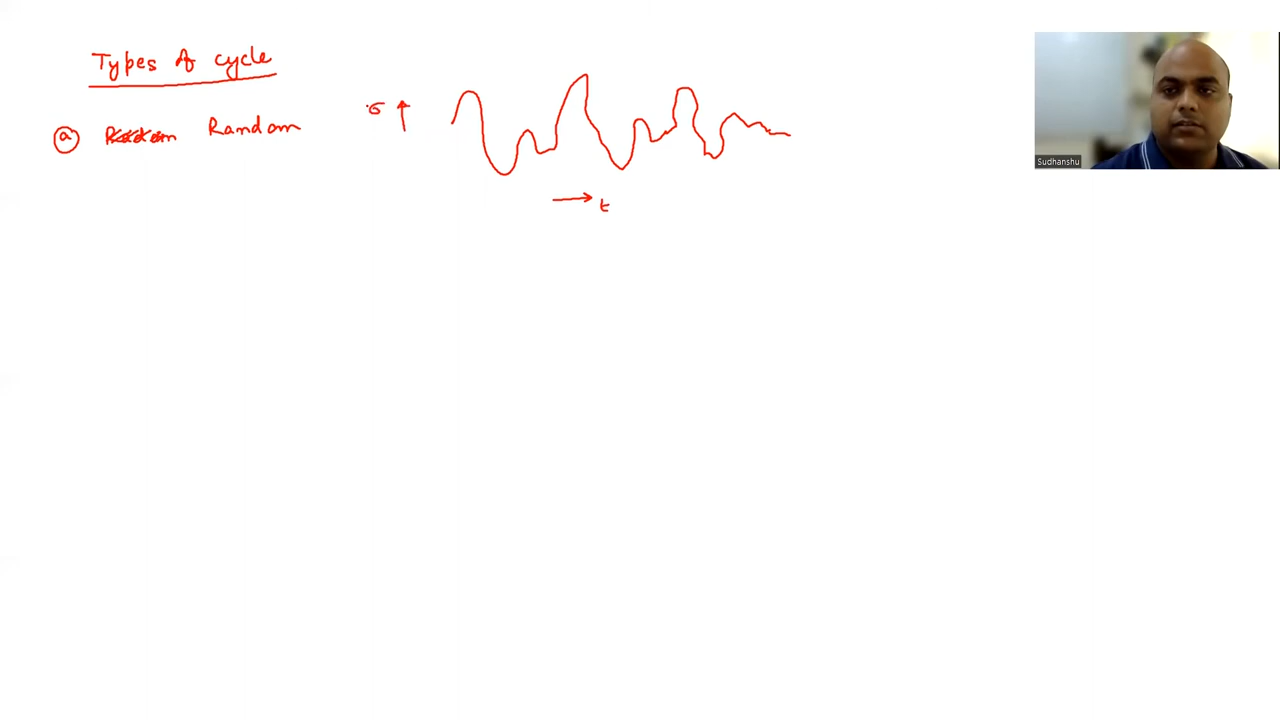 Types of cycle
(a) Random
σ ↑
→ t
Sudhanshu